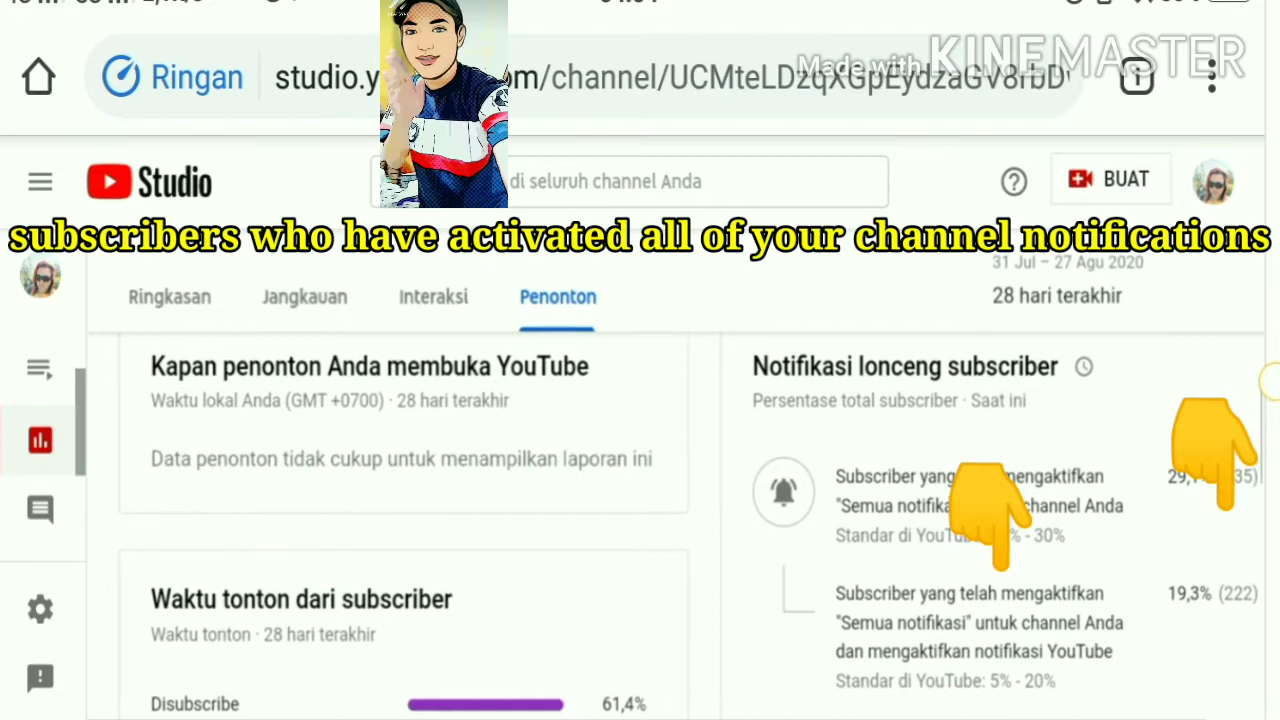 Made with KINEMASTER
Ringan
studio.y
m/channel/UCMteLDzqXGpEydzaGV8rbD
Studio
di seluruh channel Anda
BUAT
subscribers who have activated all of your channel notifications
31 Jul – 27 Agu 2020
28 hari terakhir
Ringkasan
Jangkauan
Interaksi
Penonton
Kapan penonton Anda membuka YouTube
Waktu lokal Anda (GMT +0700) · 28 hari terakhir
Data penonton tidak cukup untuk menampilkan laporan ini
Waktu tonton dari subscriber
Waktu tonton · 28 hari terakhir
Disubscribe
61,4%
Notifikasi lonceng subscriber
Persentase total subscriber · Saat ini
Subscriber yang mengaktifkan
"Semua channel Anda
Standar di - 30%
Subscriber yang telah mengaktifkan
"Semua notifikasi" untuk channel Anda
dan mengaktifkan notifikasi YouTube
Standar di YouTube: 5% - 20%
19,3% (222)